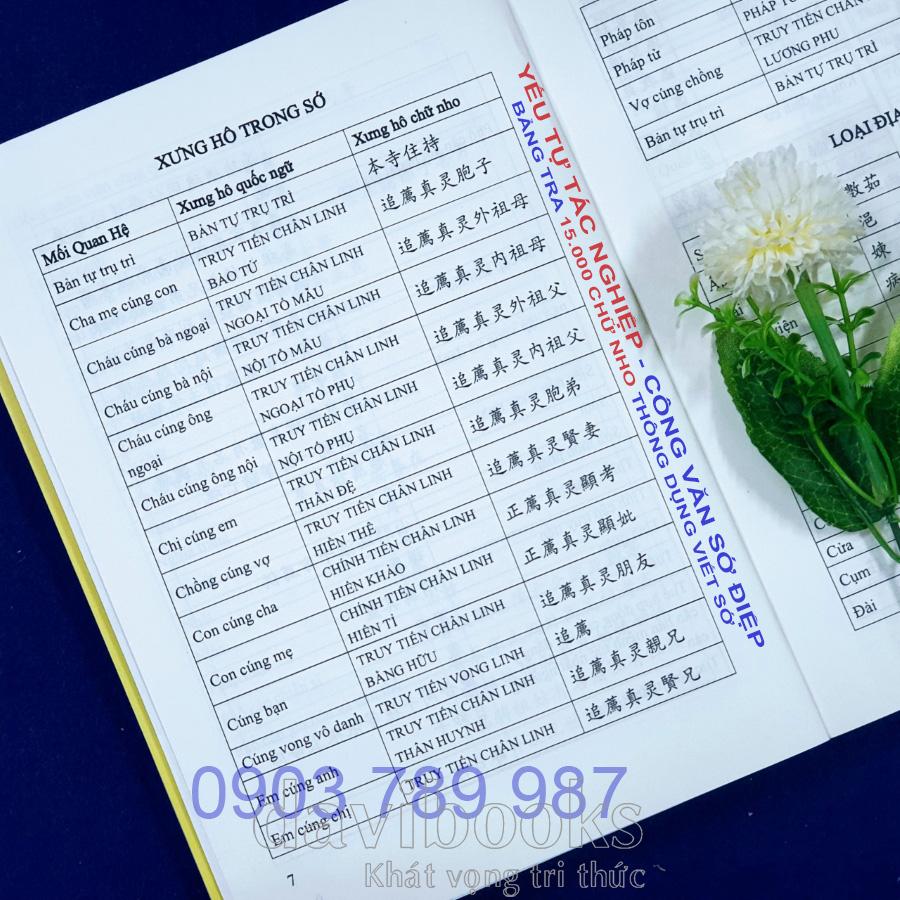 XƯNG HÔ TRONG SỚ
Mối Quan Hệ
Xưng hô quốc ngữ
Xưng hô chữ nho
Bản tự trụ trì
BẢN TỰ TRỤ TRÌ
本寺住持
Cha mẹ cúng con
TRUY TIẾN CHÂN LINH
BÀO TỬ
追薦真灵胞子
Cháu cúng bà ngoại
TRUY TIẾN CHÂN LINH
NGOẠI TỔ MẪU
追薦真灵外祖母
Cháu cúng bà nội
TRUY TIẾN CHÂN LINH
NỘI TỔ MẪU
追薦真灵内祖母
Cháu cúng ông
ngoại
TRUY TIẾN CHÂN LINH
NGOẠI TỔ PHỤ
追薦真灵外祖父
Cháu cúng ông nội
TRUY TIẾN CHÂN LINH
NỘI TỔ PHỤ
追薦真灵内祖父
Chị cúng em
TRUY TIẾN CHÂN LINH
THÂN ĐỆ
追薦真灵胞弟
Chồng cúng vợ
TRUY TIẾN CHÂN LINH
HIỀN THÊ
追薦真灵賢妻
Con cúng cha
CHÍNH TIẾN CHÂN LINH
HIỂN KHẢO
正薦真灵顯考
Con cúng mẹ
CHÍNH TIẾN CHÂN LINH
HIỂN TỈ
正薦真灵顯妣
Cúng bạn
TRUY TIẾN CHÂN LINH
BẰNG HỮU
追薦真灵朋友
Cúng vong vô danh
TRUY TIẾN VONG LINH
追薦
Em cúng anh
TRUY TIẾN CHÂN LINH
THÂN HUYNH
追薦真灵親兄
Em cúng chị
TRUY TIẾN CHÂN LINH
追薦真灵賢兄
7
YẾU TỰ TÁC NGHIỆP - CÔNG VĂN SỚ ĐIỆP
BẢNG TRA 15.000 CHỮ NHO THÔNG DỤNG VIẾT SỚ
Pháp tôn
Pháp tử
TRUY TIẾN CHÂN
Vợ cúng chồng
LƯƠNG PHU
Bản tự trụ trì
BẢN TỰ TRỤ TRÌ
LOẠI ĐỊA
Cửa
Cụm
Đài
0903 789 987
davibooks
Khát vọng tri thức